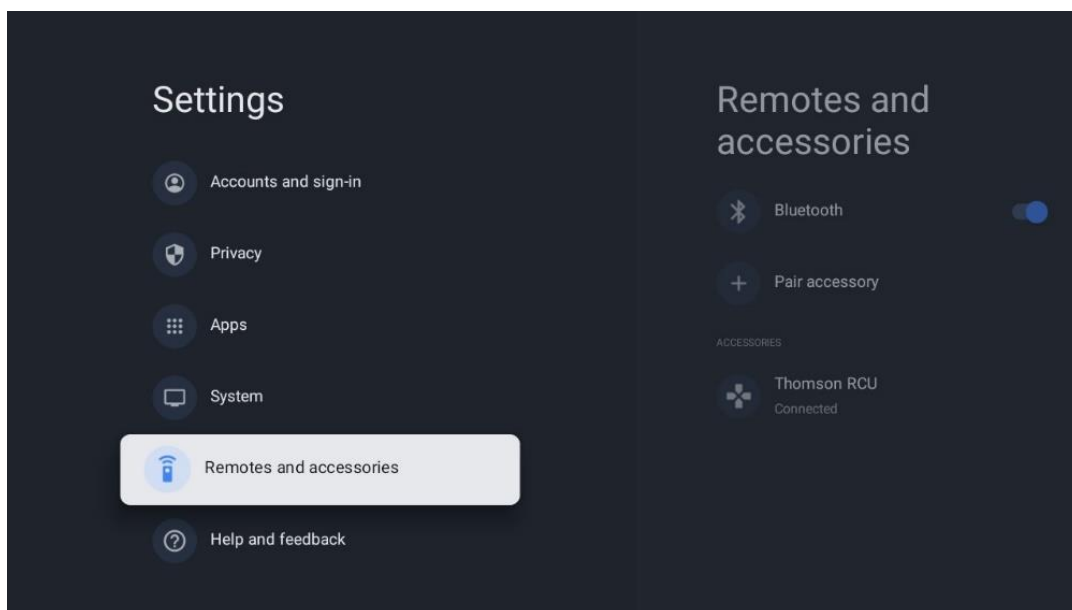 Settings
Accounts and sign-in
Privacy
Apps
System
Remotes and accessories
Help and feedback
Remotes and
accessories
Bluetooth
Pair accessory
ACCESSORIES
Thomson RCU
Connected